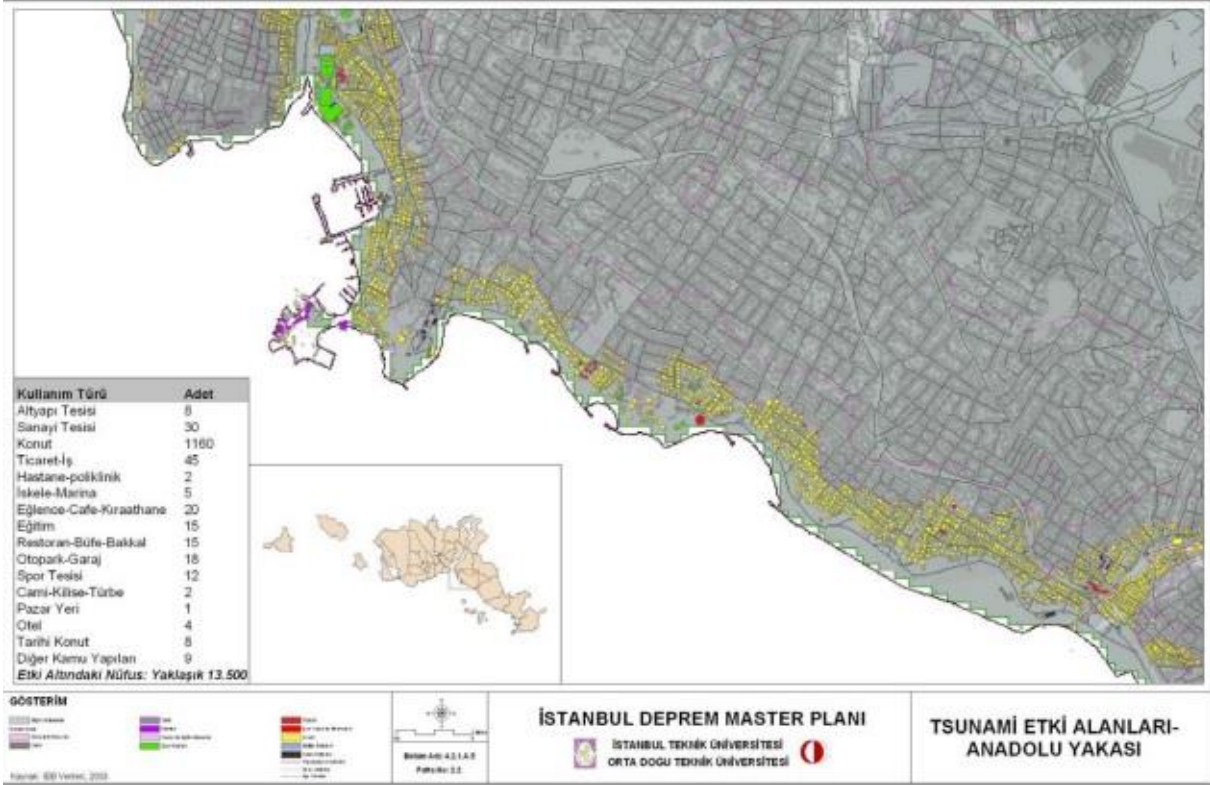 Kullanım Türü Adet
Altyapı Tesisi 8
Sanayi Tesisi 30
Konut 1160
Ticaret-İş 45
Hastane-poliklinik 2
İskele-Marina 5
Eğlence-Cafe-Kıraathane 20
Eğitim 15
Restoran-Büfe-Bakkal 15
Otopark-Garaj 18
Spor Tesisi 12
Cami-Kilise-Türbe 2
Pazar Yeri 1
Otel 4
Tarihi Konut 8
Diğer Kamu Yapıları 9
Etki Altındaki Nüfus: Yaklaşık 13.500
GÖSTERİM
Kaynak: İBB Verileri, 2003
İSTANBUL DEPREM MASTER PLANI
İSTANBUL TEKNİK ÜNİVERSİTESİ
ORTA DOĞU TEKNİK ÜNİVERSİTESİ
TSUNAMİ ETKİ ALANLARI-
ANADOLU YAKASI